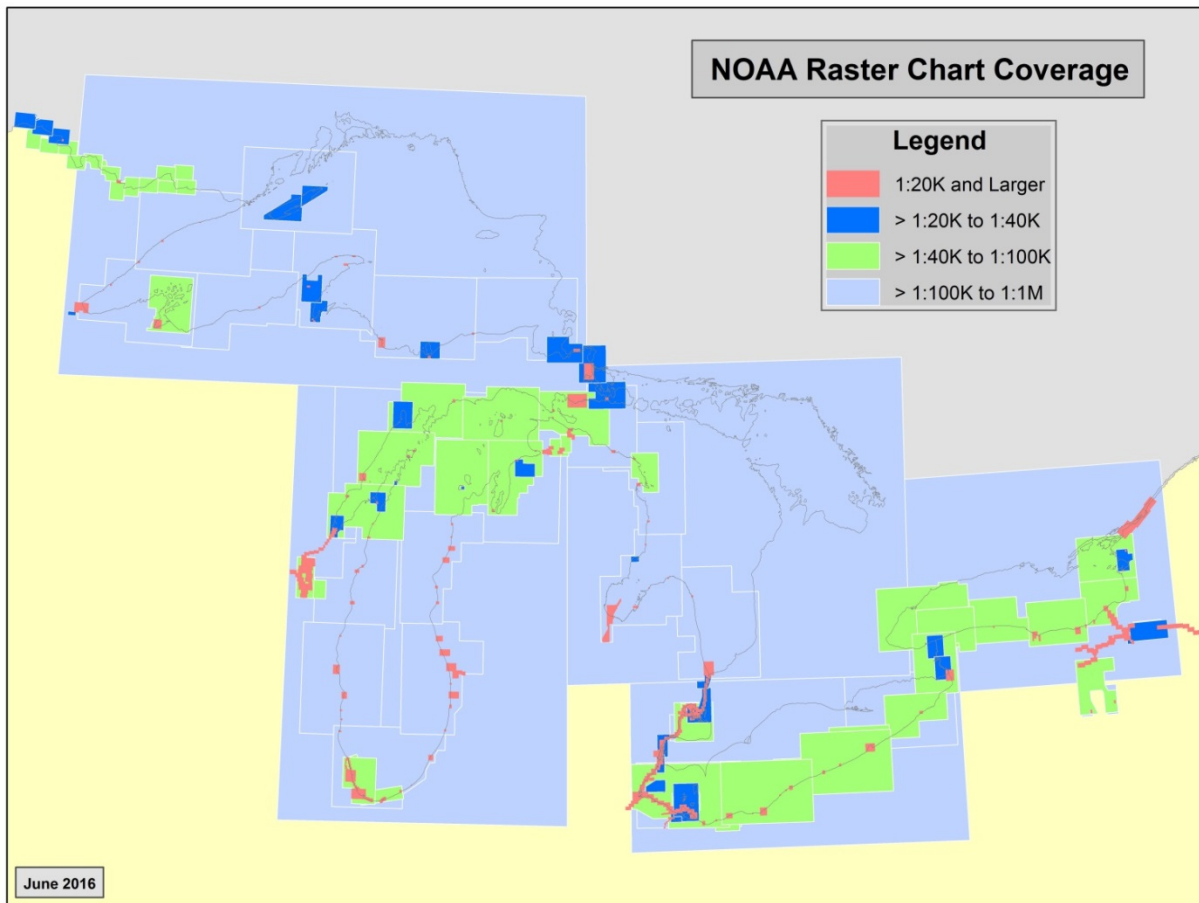 NOAA Raster Chart Coverage
Legend
1:20K and Larger
> 1:20K to 1:40K
> 1:40K to 1:100K
> 1:100K to 1:1M
June 2016